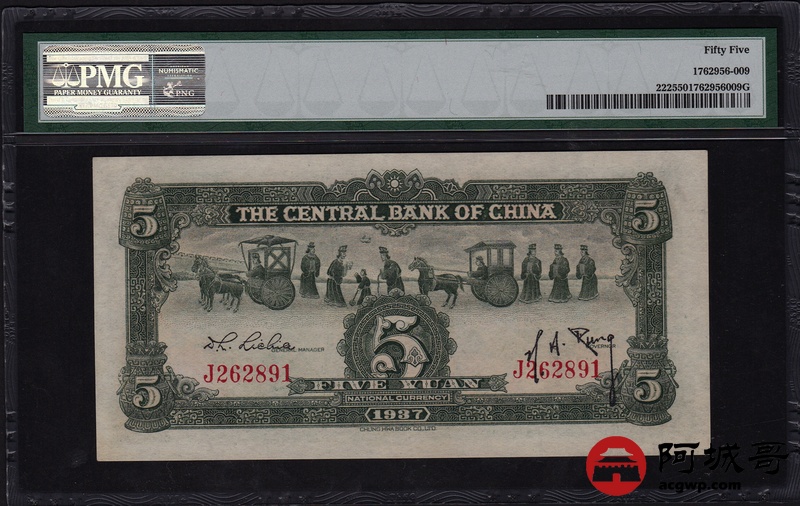 PMG
PAPER MONEY GUARANTY
NUMISMATIC
PNG
Fifty Five
1762956-009
2225501762956009G
5 THE CENTRAL BANK OF CHINA 5
GENERAL MANAGER
GOVERNOR
J262891 5 J262891
5 FIVE YUAN 5
NATIONAL CURRENCY
1937
CHUNG HWA BOOK CO., LTD.
阿城哥
acgwp.com